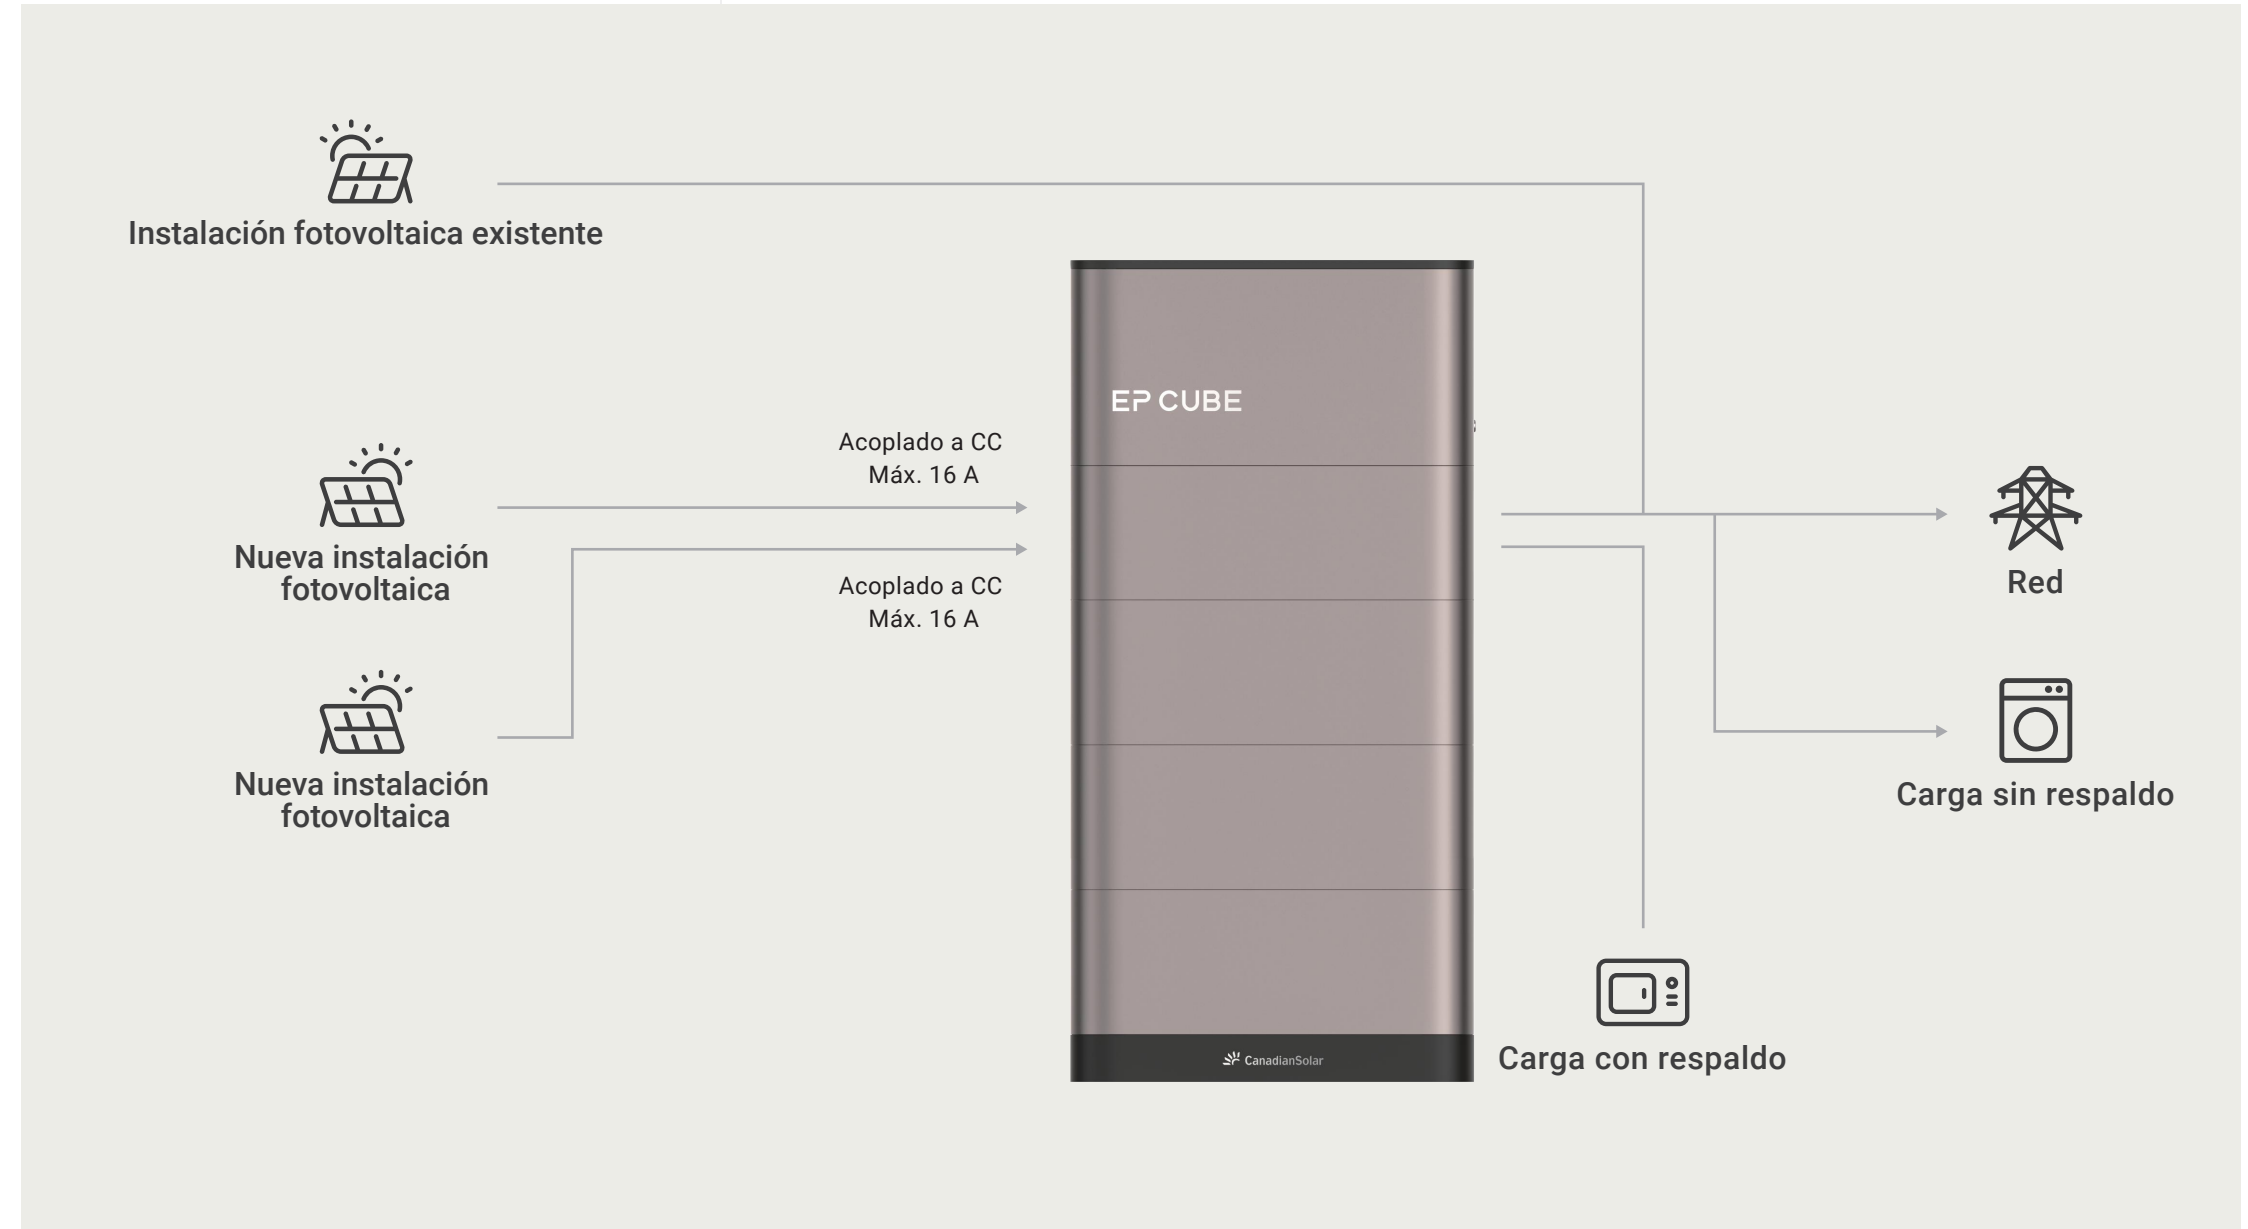 Instalación fotovoltaica existente
EP CUBE
Acoplado a CC
Máx. 16 A
Nueva instalación
fotovoltaica
Acoplado a CC
Máx. 16 A
Red
Nueva instalación
fotovoltaica
Carga sin respaldo
Carga con respaldo
CanadianSolar